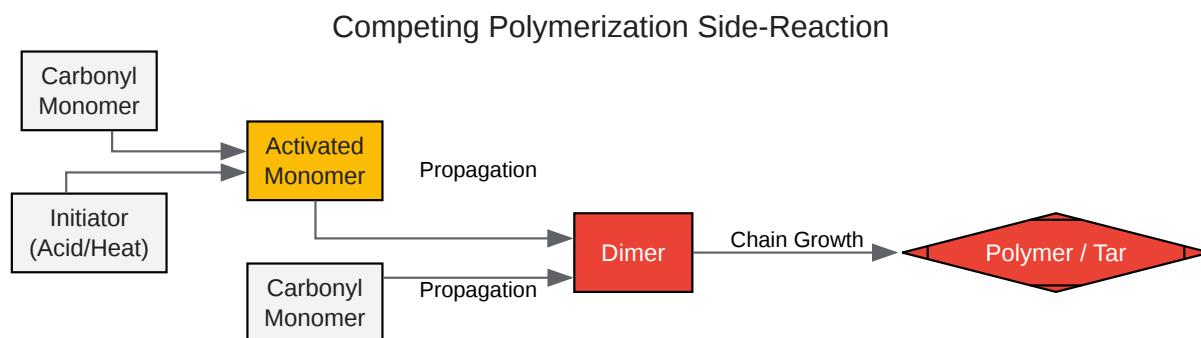 Competing Polymerization Side-Reaction
Carbonyl
Monomer
Activated
Monomer
Propagation
Initiator
(Acid/Heat)
Dimer
Chain Growth
Polymer / Tar
Carbonyl
Monomer
Propagation